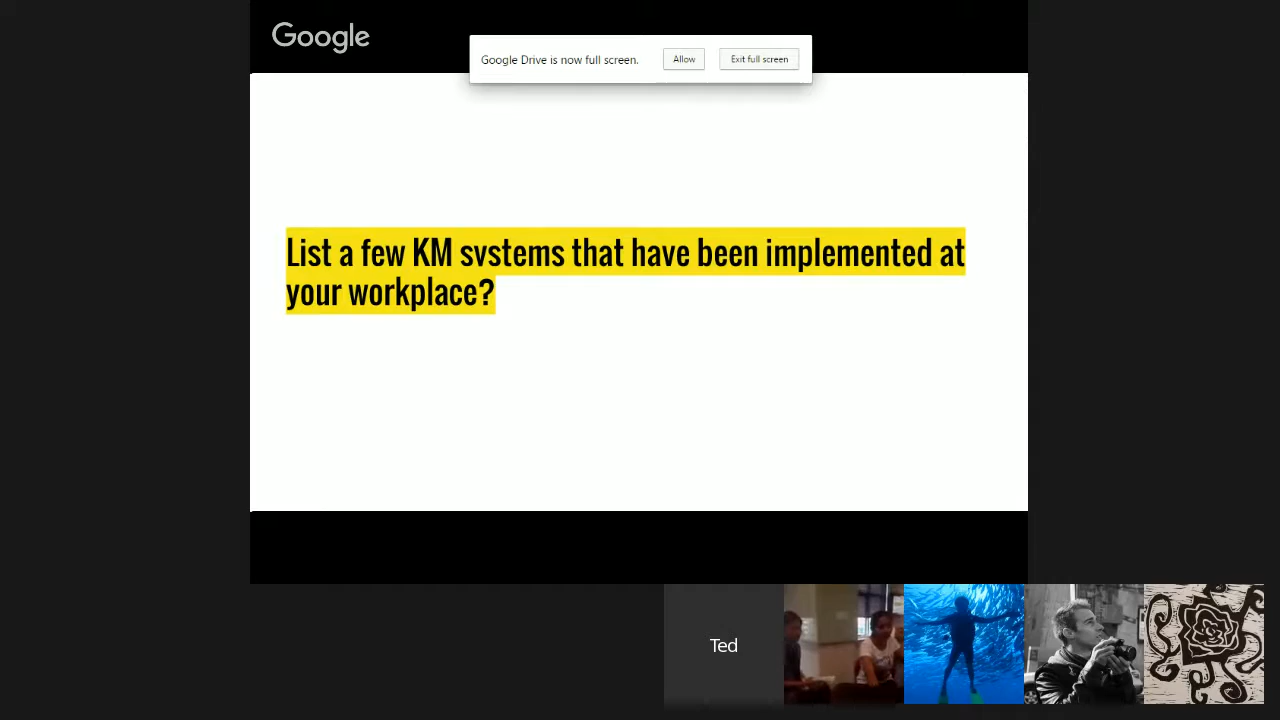 Google
Google Drive is now full screen.
Allow
Exit full screen
List a few KM systems that have been implemented at
your workplace?
Ted